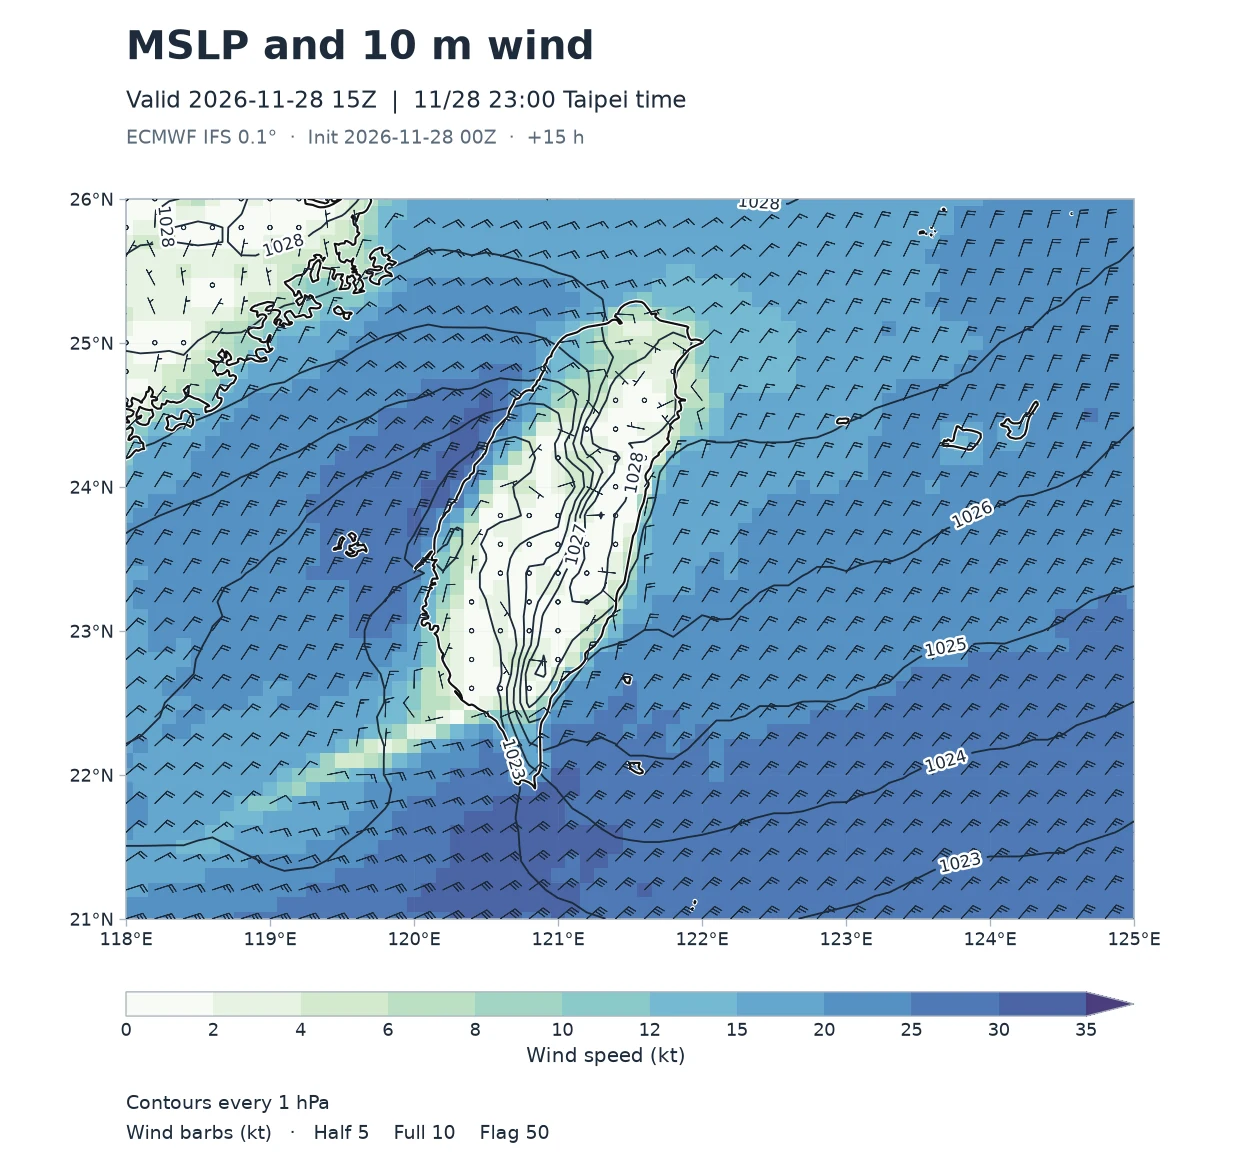 MSLP and 10 m wind
Valid 2026-11-28 15Z | 11/28 23:00 Taipei time
ECMWF IFS 0.1° · Init 2026-11-28 00Z · +15 h
26°N
25°N
24°N
23°N
22°N
21°N
1028
1028
1028
1028
1027
1026
1025
1024
1023
1023
118°E 119°E 120°E 121°E 122°E 123°E 124°E 125°E
0 2 4 6 8 10 12 15 20 25 30 35
Wind speed (kt)
Contours every 1 hPa
Wind barbs (kt) · Half 5 Full 10 Flag 50